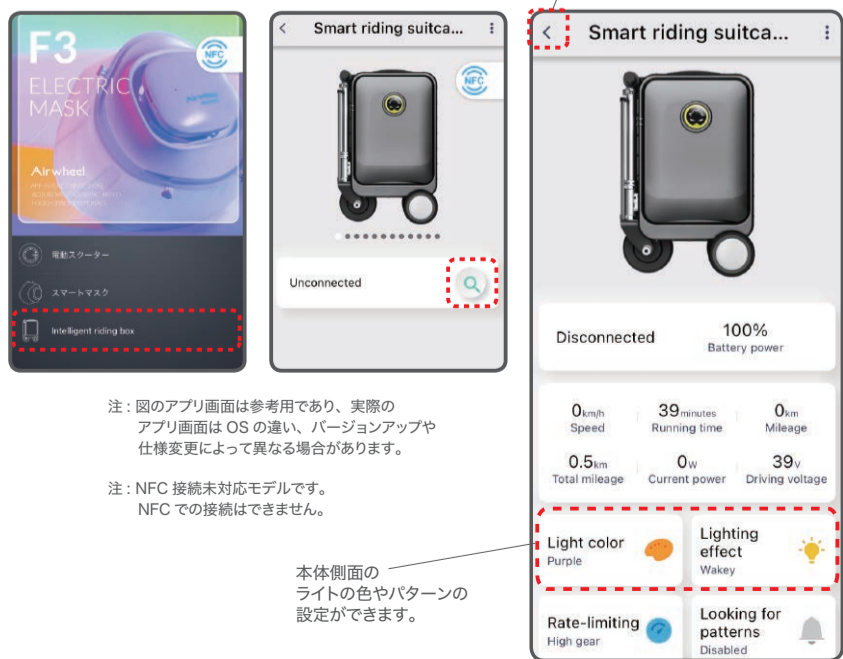 F3
NFC
ELECTRIC
MASK
Airwheel
電動スクーター
スマートマスク
Intelligent riding box
Smart riding suitca...
NFC
Unconnected
Smart riding suitca...
Disconnected
100%
Battery power
0km/h
Speed
39minutes
Running time
0km
Mileage
0.5km
Total mileage
0w
Current power
39v
Driving voltage
Light color
Purple
Lighting
effect
Wakey
Rate-limiting
High gear
Looking for
patterns
Disabled
注 : 図のアプリ画面は参考用であり、実際の
アプリ画面は OS の違い、バージョンアップや
仕様変更によって異なる場合があります。
注 : NFC 接続未対応モデルです。
NFC での接続はできません。
本体側面の
ライトの色やパターンの
設定ができます。